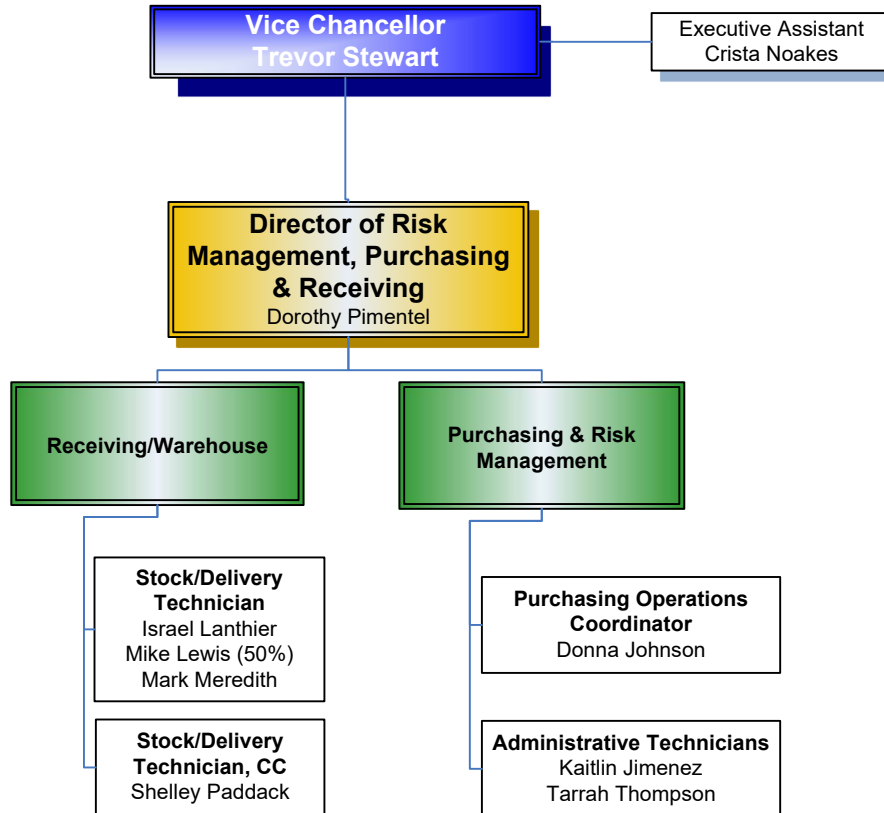 Vice Chancellor
Trevor Stewart
Executive Assistant
Crista Noakes
Director of Risk
Management, Purchasing
& Receiving
Dorothy Pimentel
Receiving/Warehouse
Purchasing & Risk
Management
Stock/Delivery
Technician
Israel Lanthier
Mike Lewis (50%)
Mark Meredith
Purchasing Operations
Coordinator
Donna Johnson
Stock/Delivery
Technician, CC
Shelley Paddack
Administrative Technicians
Kaitlin Jimenez
Tarrah Thompson